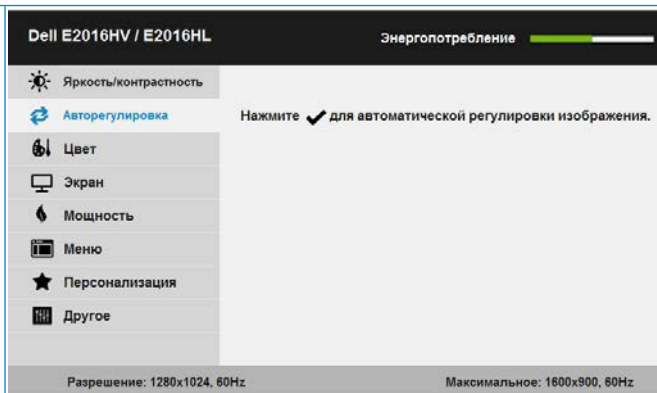 Dell E2016HV / E2016HL Энергопотребление
Яркость/контрастность
Авторегулировка Нажмите ✔ для автоматической регулировки изображения.
Цвет
Экран
Мощность
Меню
Персонализация
Другое
Разрешение: 1280x1024, 60Hz Максимальное: 1600x900, 60Hz